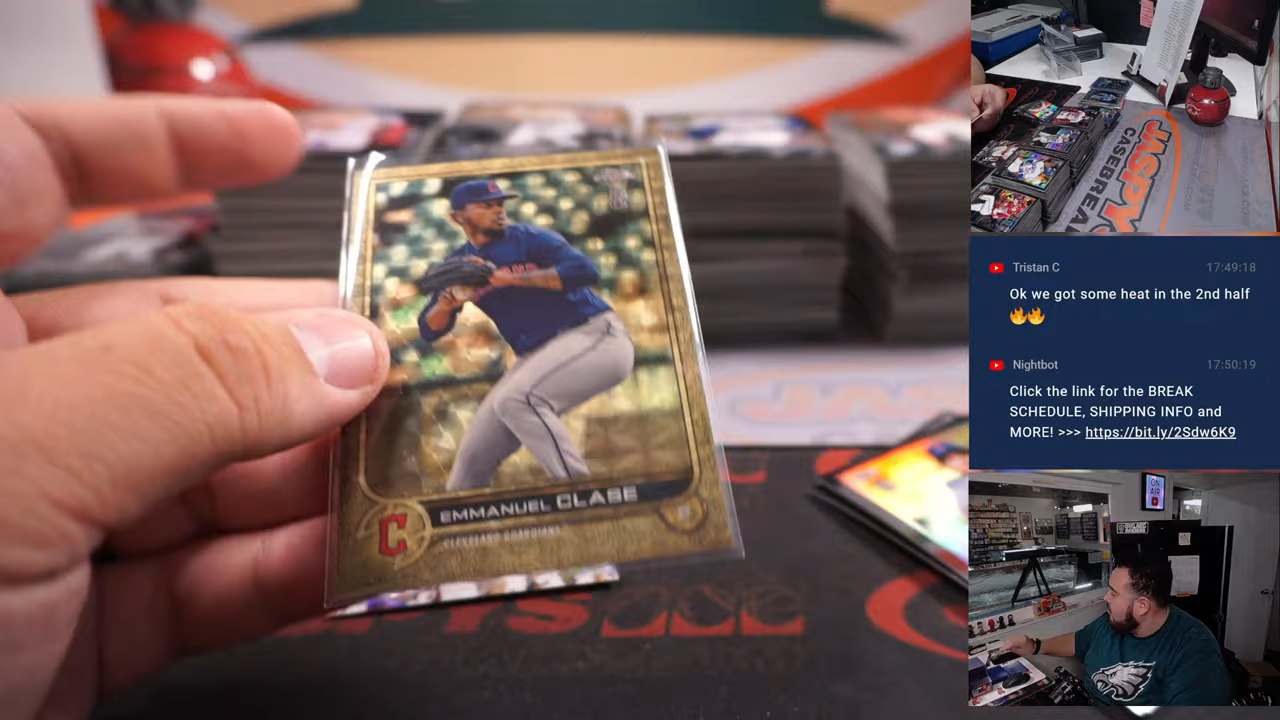 EMMANUEL CLASE
CLEVELAND GUARDIANS
C
JASPY
CASEBREA
Tristan C
17:49:18
Ok we got some heat in the 2nd half
🔥🔥
Nightbot
17:50:19
Click the link for the BREAK
SCHEDULE, SHIPPING INFO and
MORE! >>> https://bit.ly/2Sdw6K9
ON
AIR